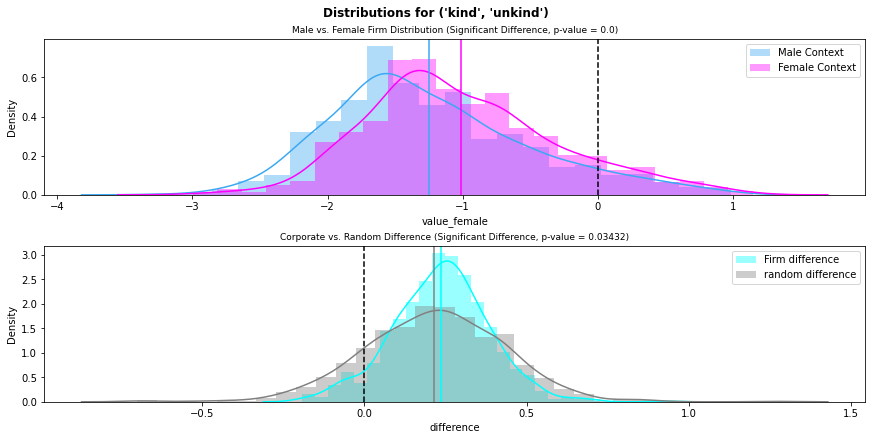 Distributions for ('kind', 'unkind')
Male vs. Female Firm Distribution (Significant Difference, p-value = 0.0)
Male Context
Female Context
Density
0.6
0.4
0.2
0.0
−4 −3 −2 −1 0 1
value_female
Corporate vs. Random Difference (Significant Difference, p-value = 0.03432)
Firm difference
random difference
Density
3.0
2.5
2.0
1.5
1.0
0.5
0.0
−0.5 0.0 0.5 1.0 1.5
difference